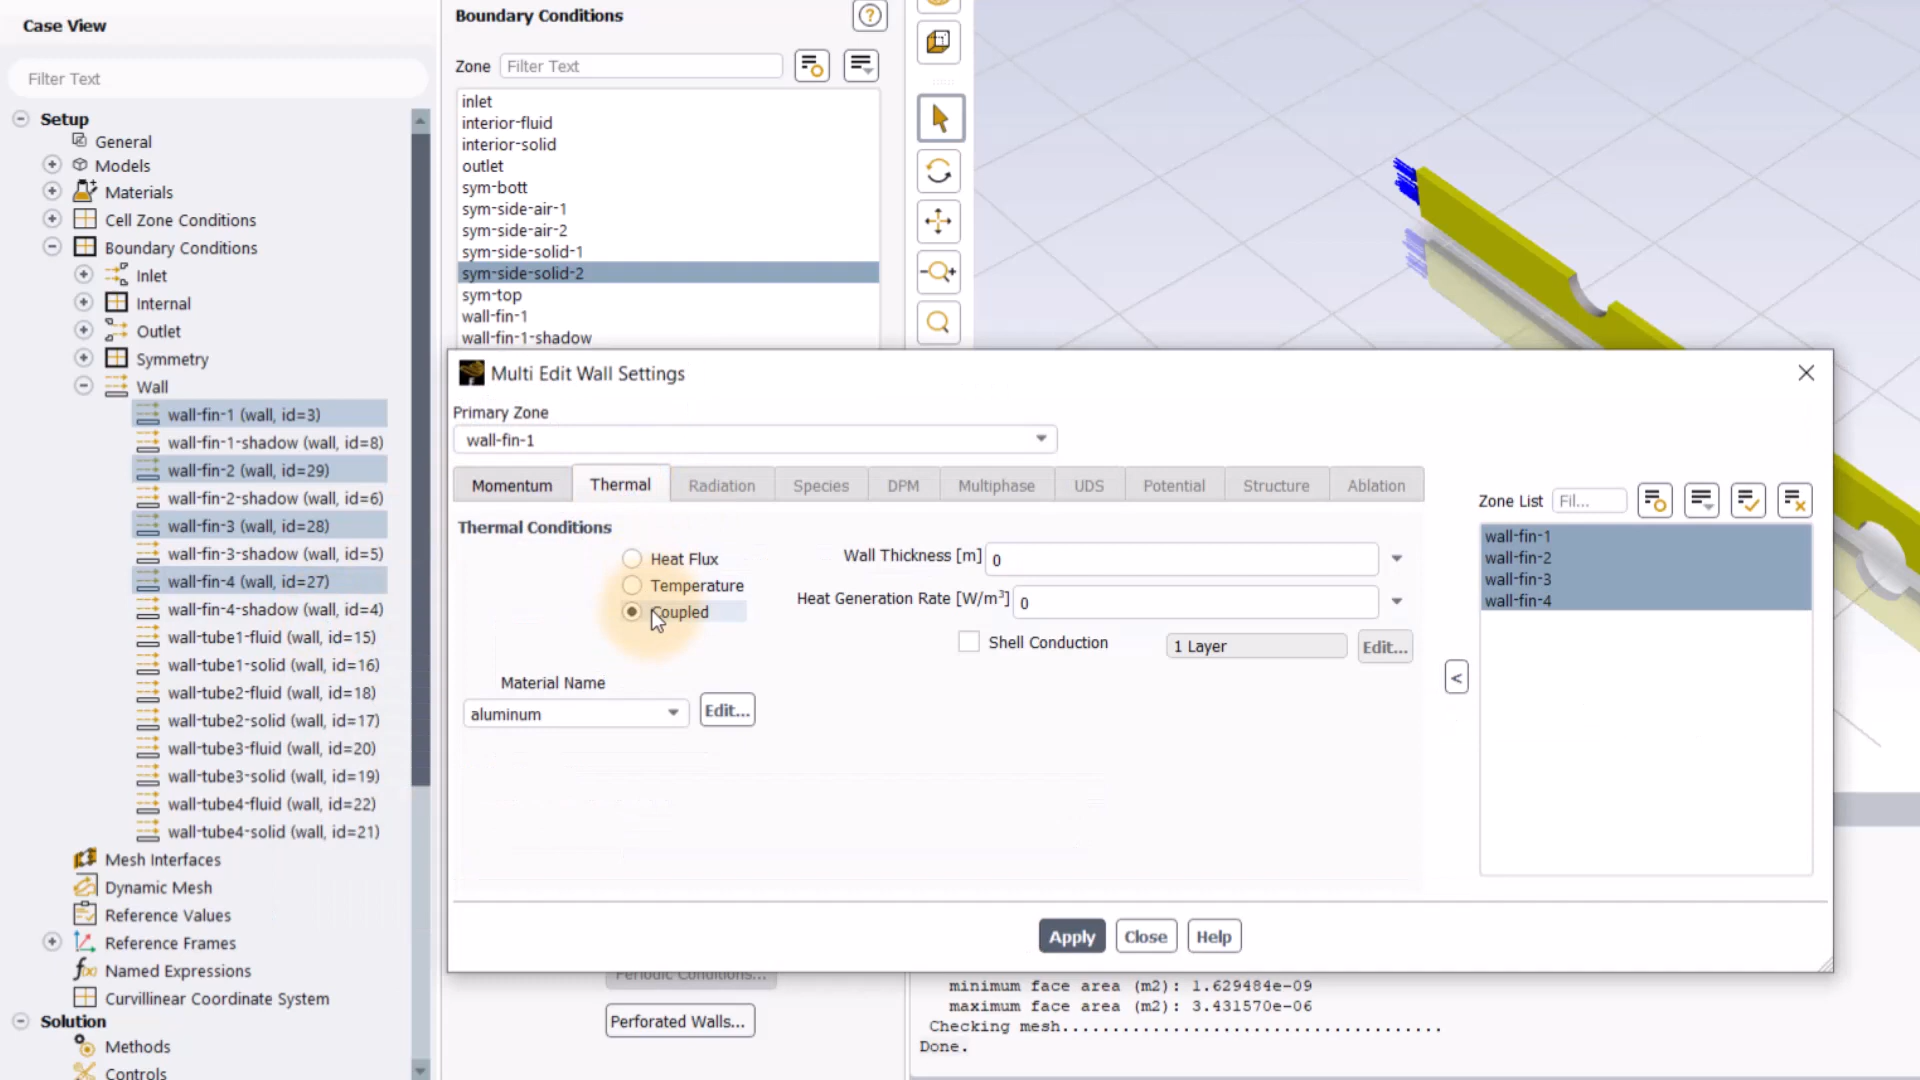 Case View
Filter Text
Setup
General
Models
Materials
Cell Zone Conditions
Boundary Conditions
Inlet
Internal
Outlet
Symmetry
Wall
wall-fin-1 (wall, id=3)
wall-fin-1-shadow (wall, id=8)
wall-fin-2 (wall, id=29)
wall-fin-2-shadow (wall, id=6)
wall-fin-3 (wall, id=28)
wall-fin-3-shadow (wall, id=5)
wall-fin-4 (wall, id=27)
wall-fin-4-shadow (wall, id=4)
wall-tube1-fluid (wall, id=15)
wall-tube1-solid (wall, id=16)
wall-tube2-fluid (wall, id=18)
wall-tube2-solid (wall, id=17)
wall-tube3-fluid (wall, id=20)
wall-tube3-solid (wall, id=19)
wall-tube4-fluid (wall, id=22)
wall-tube4-solid (wall, id=21)
Mesh Interfaces
Dynamic Mesh
Reference Values
Reference Frames
Named Expressions
Curvillinear Coordinate System
Solution
Methods
Controls
Boundary Conditions
Zone Filter Text
inlet
interior-fluid
interior-solid
outlet
sym-bott
sym-side-air-1
sym-side-air-2
sym-side-solid-1
sym-side-solid-2
sym-top
wall-fin-1
wall-fin-1-shadow
Multi Edit Wall Settings
Primary Zone
wall-fin-1
Momentum Thermal Radiation Species DPM Multiphase UDS Potential Structure Ablation
Thermal Conditions
Heat Flux
Temperature
Coupled
Wall Thickness [m] 0
Heat Generation Rate [W/m³] 0
Shell Conduction 1 Layer Edit...
Material Name
aluminum Edit...
Zone List Fil...
wall-fin-1
wall-fin-2
wall-fin-3
wall-fin-4
<
Apply Close Help
Periodic Conditions...
Perforated Walls...
minimum face area (m2): 1.629484e-09
maximum face area (m2): 3.431570e-06
Checking mesh......................................
Done.